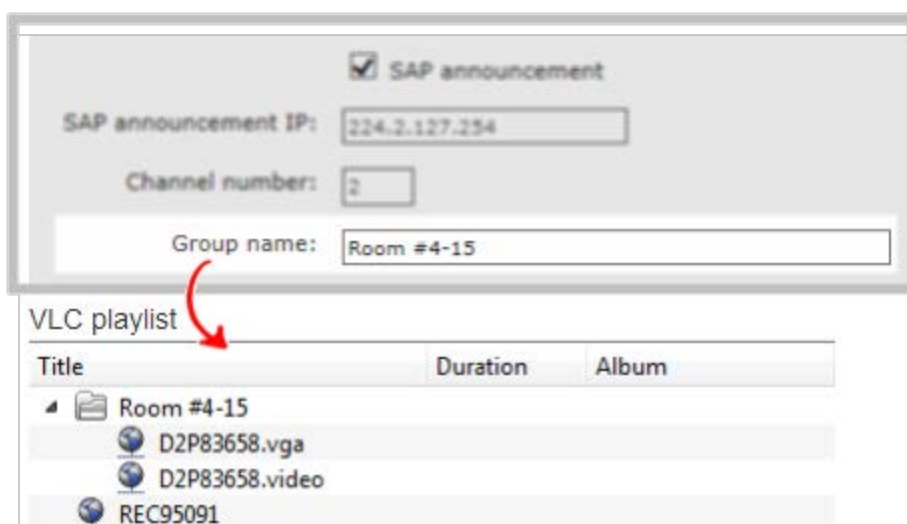 SAP announcement
SAP announcement IP: 224.2.127.254
Channel number: 2
Group name: Room #4-15
VLC playlist
Title Duration Album
Room #4-15
D2P83658.vga
D2P83658.video
REC95091